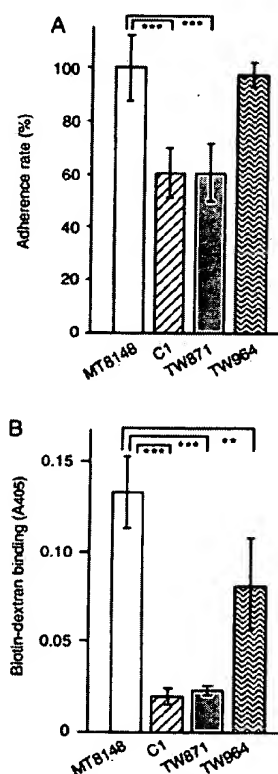 A
*** ***
100
80
60
40
20
0
Adherence rate (%)
MT8148 C1 TW871 TW964
B
** 
***
***
0.15
0.10
0.05
0
Biotin-dextran binding (A405)
MT8148 C1 TW871 TW964